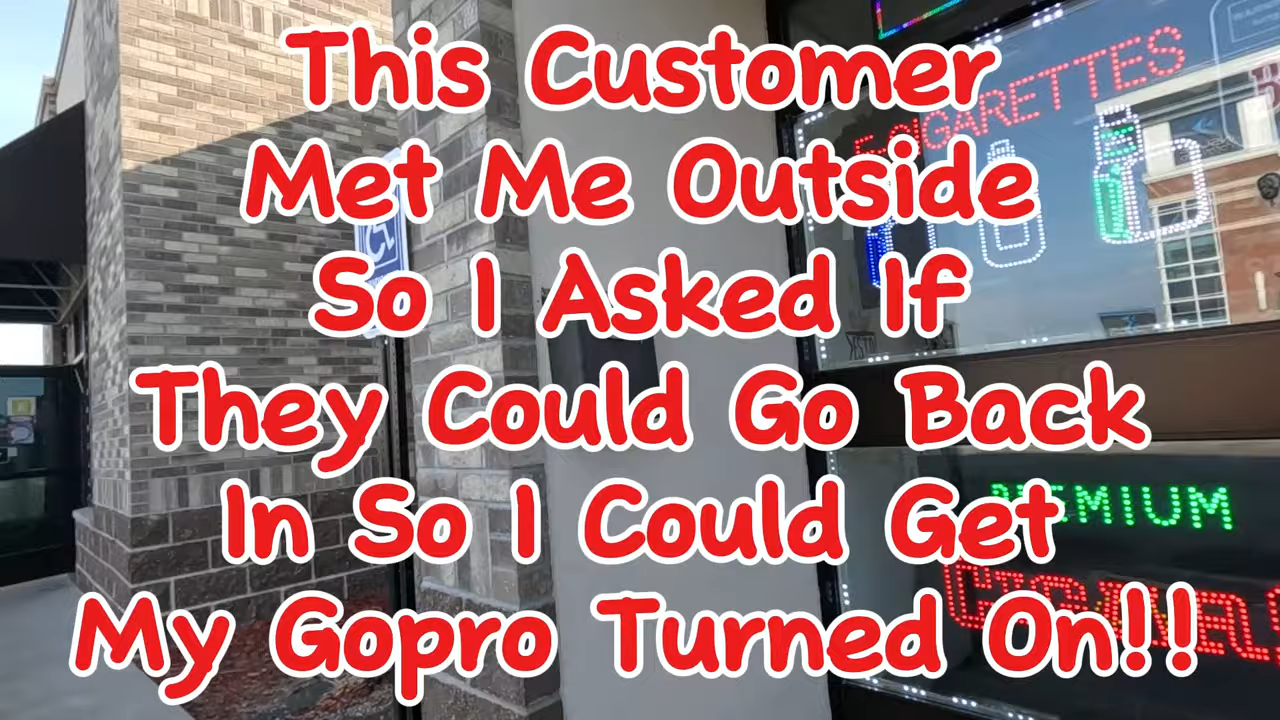 This Customer
Met Me Outside
So I Asked If
They Could Go Back
In So I Could Get
My Gopro Turned On!!
E-CIGARETTES
PREMIUM